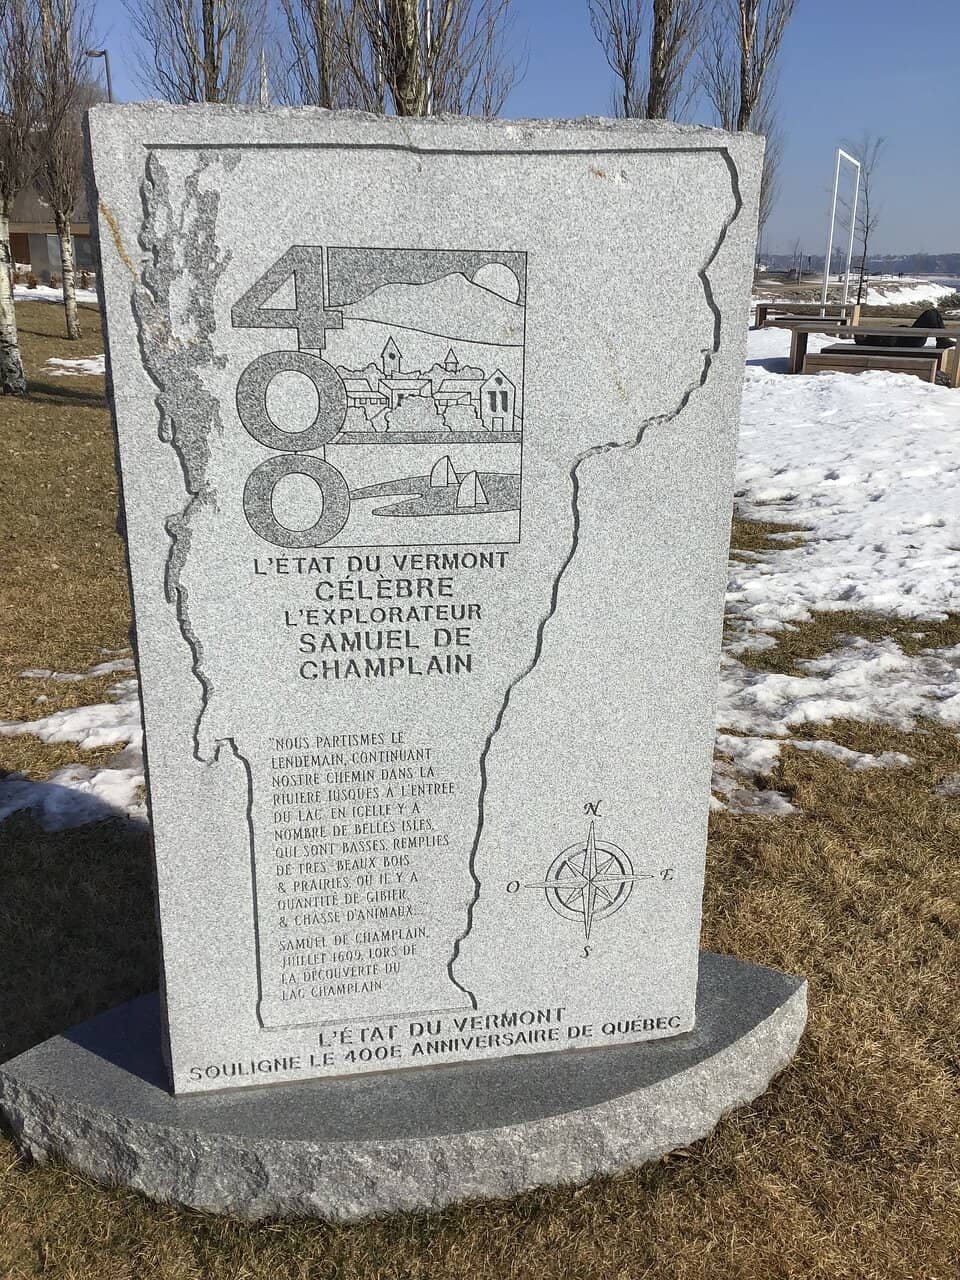 400
L'ÉTAT DU VERMONT
CÉLÈBRE
L'EXPLORATEUR
SAMUEL DE
CHAMPLAIN
"NOUS PARTISMES LE
LENDEMAIN, CONTINUANT
NOSTRE CHEMIN DANS LA
RIUIERE IUSQUES À L'ENTRÉE
DU LAC. EN ICELLE Y A
NOMBRE DE BELLES ISLES,
QUI SONT BASSES, REMPLIES
DE TRES-BEAUX BOIS
& PRAIRIES, OU IL Y A
QUANTITÉ DE GIBIER,
& CHASSE D'ANIMAUX...
SAMUEL DE CHAMPLAIN,
JUILLET 1609, LORS DE
LA DÉCOUVERTE DU
LAC CHAMPLAIN
N
O E
S
L'ÉTAT DU VERMONT
SOULIGNE LE 400E ANNIVERSAIRE DE QUÉBEC